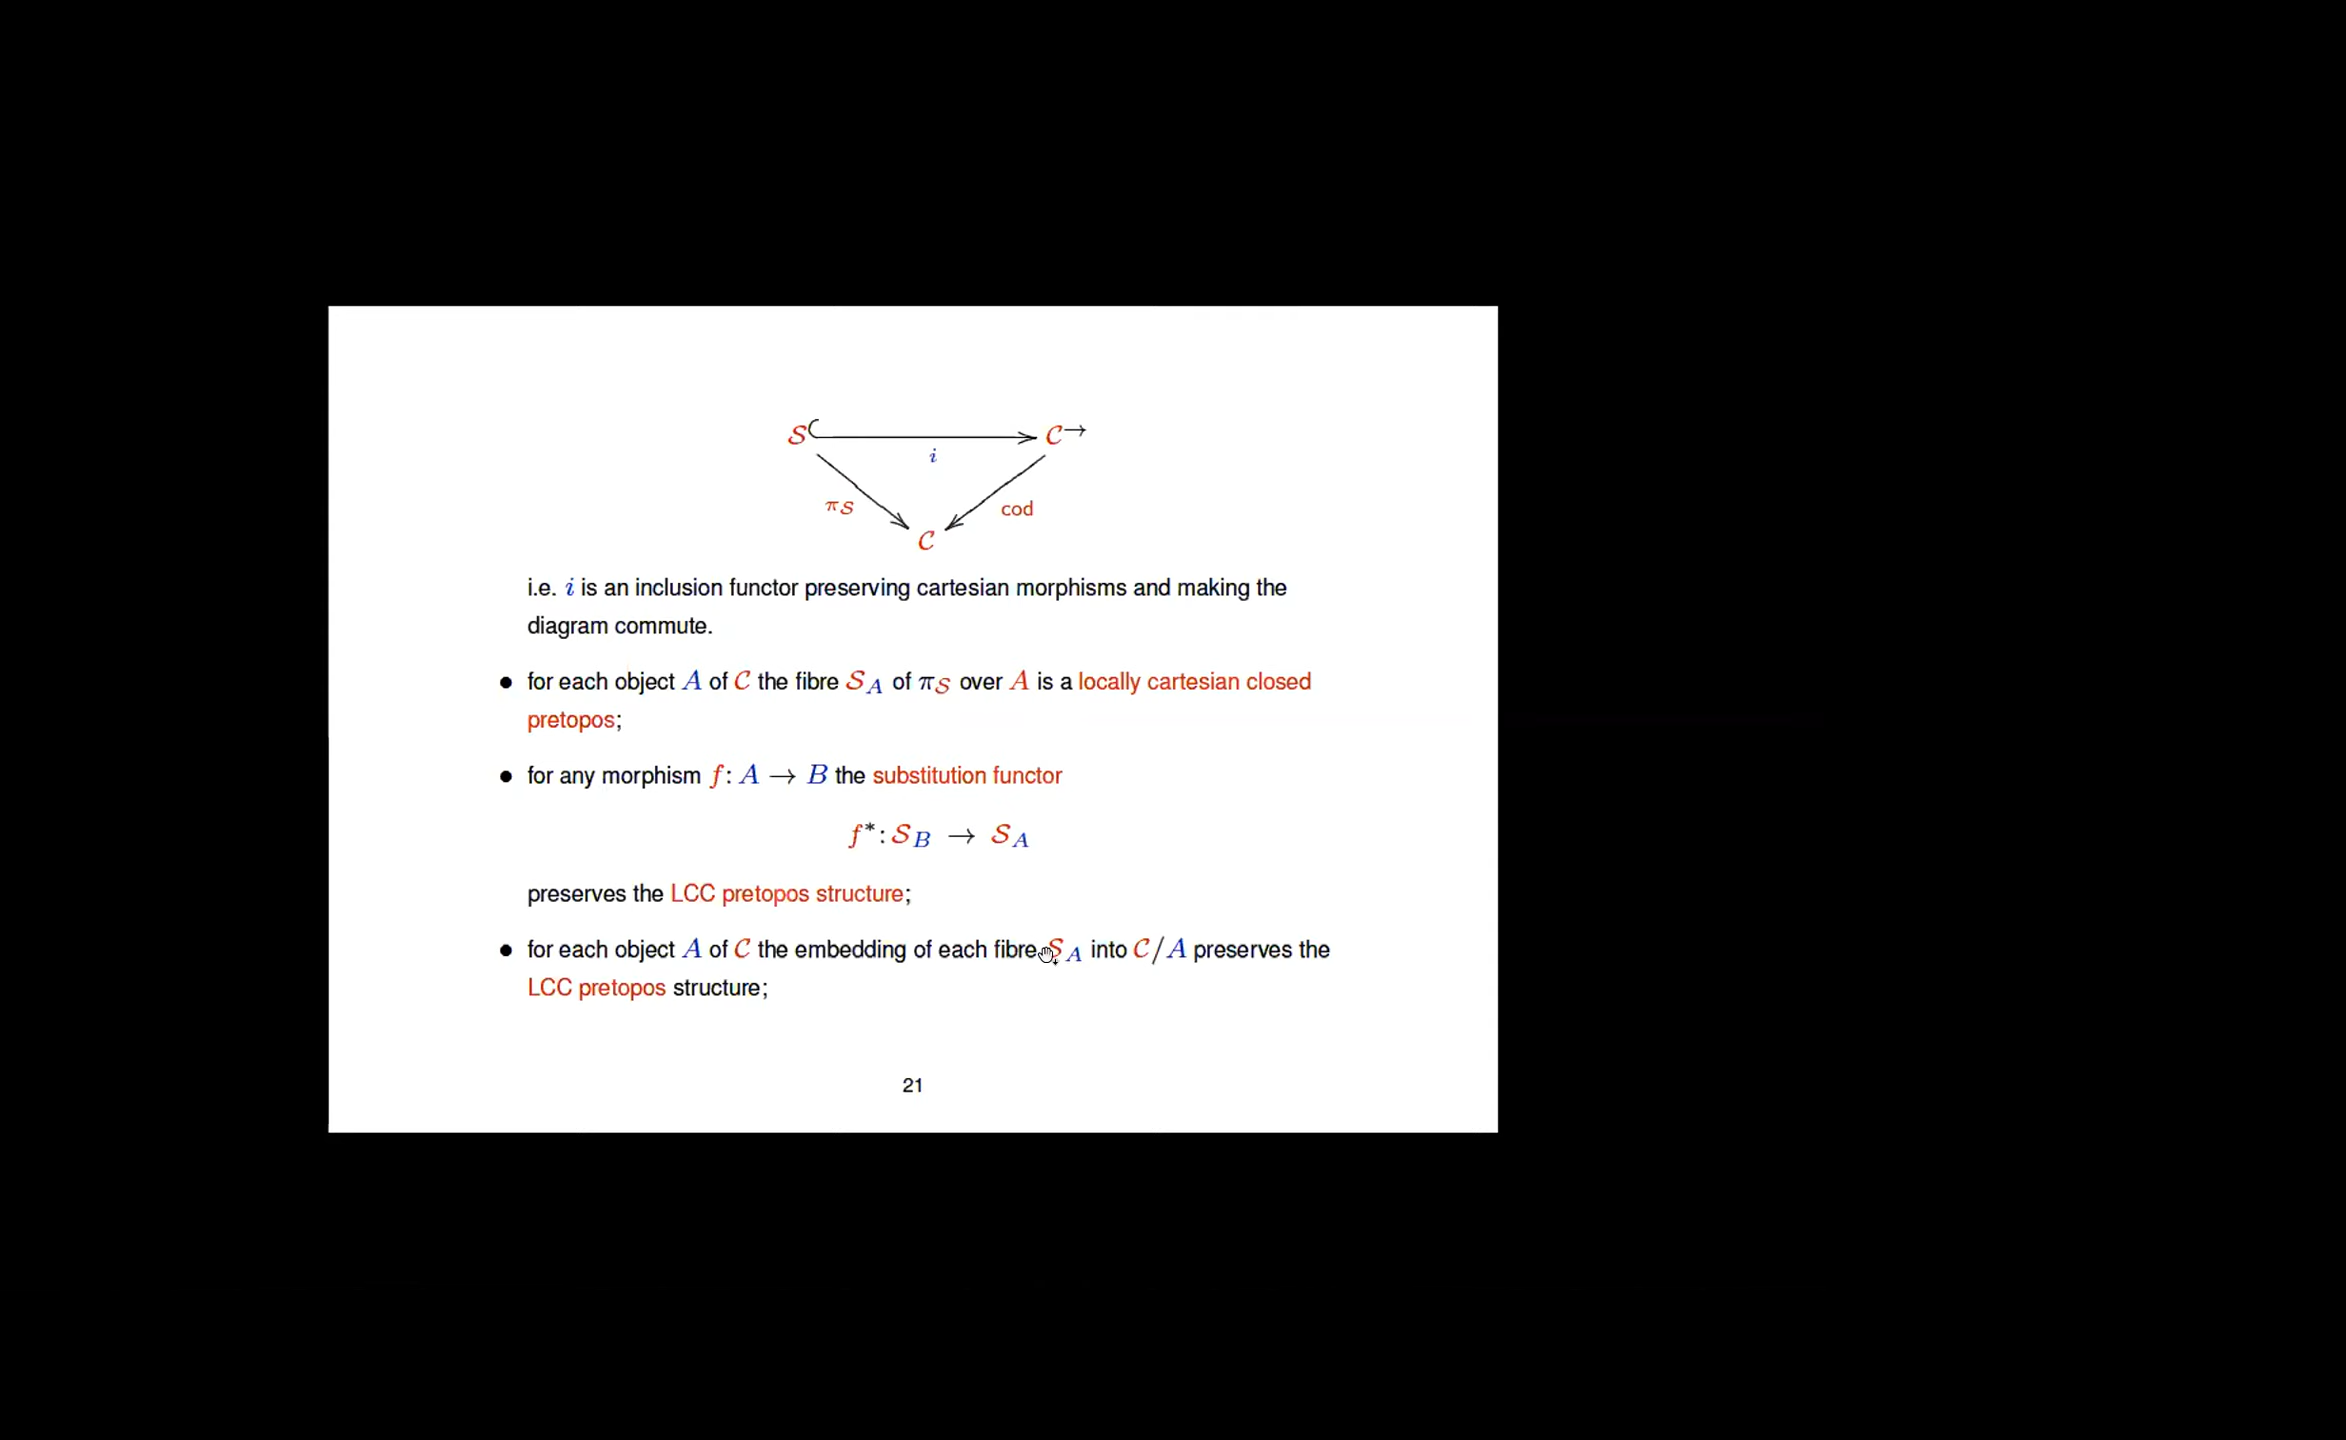 𝒮 𝒞→
i
π𝒮 cod
𝒞
i.e. i is an inclusion functor preserving cartesian morphisms and making the
diagram commute.
● for each object A of 𝒞 the fibre 𝒮_A of π𝒮 over A is a locally cartesian closed
pretopos;
● for any morphism f: A → B the substitution functor
f*: 𝒮_B → 𝒮_A
preserves the LCC pretopos structure;
● for each object A of 𝒞 the embedding of each fibre 𝒮_A into 𝒞/A preserves the
LCC pretopos structure;
21